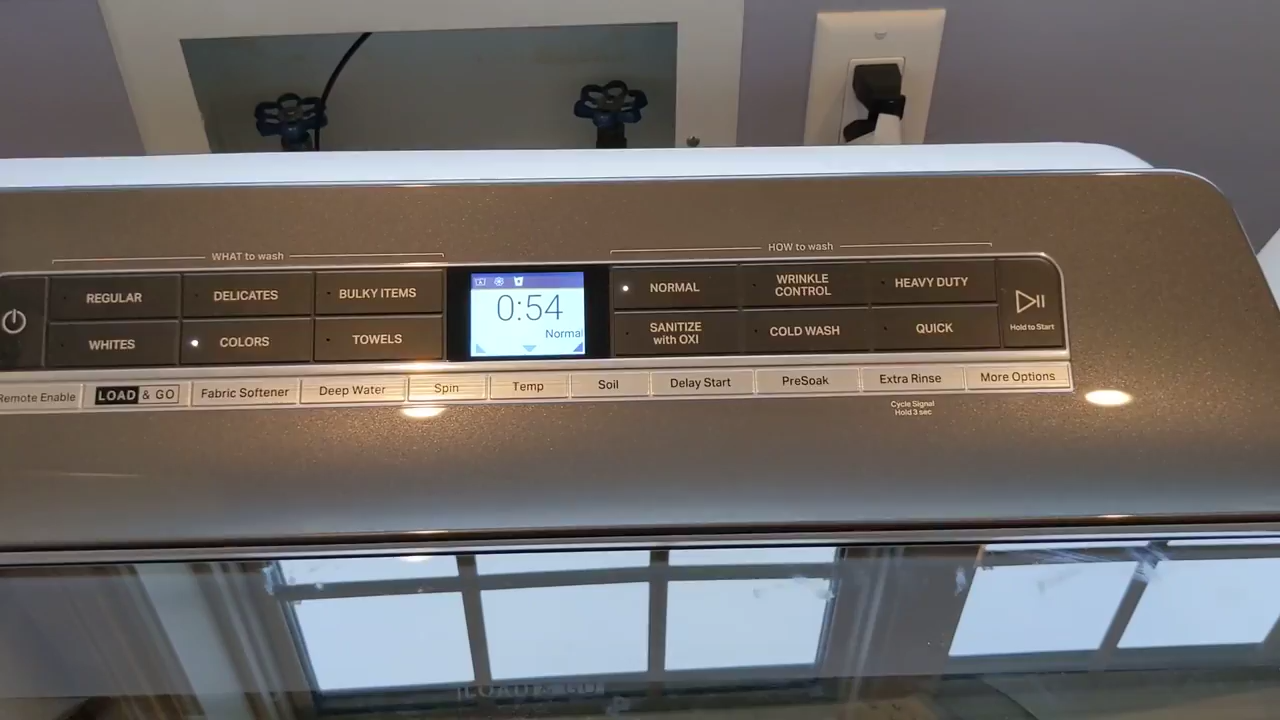 WHAT to wash
HOW to wash
REGULAR
DELICATES
BULKY ITEMS
WHITES
COLORS
TOWELS
0:54
Normal
NORMAL
WRINKLE
CONTROL
HEAVY DUTY
SANITIZE
with OXI
COLD WASH
QUICK
Hold to Start
Remote Enable
LOAD & GO
Fabric Softener
Deep Water
Spin
Temp
Soil
Delay Start
PreSoak
Extra Rinse
More Options
Cycle Signal
Hold 3 sec
LOAD & GO